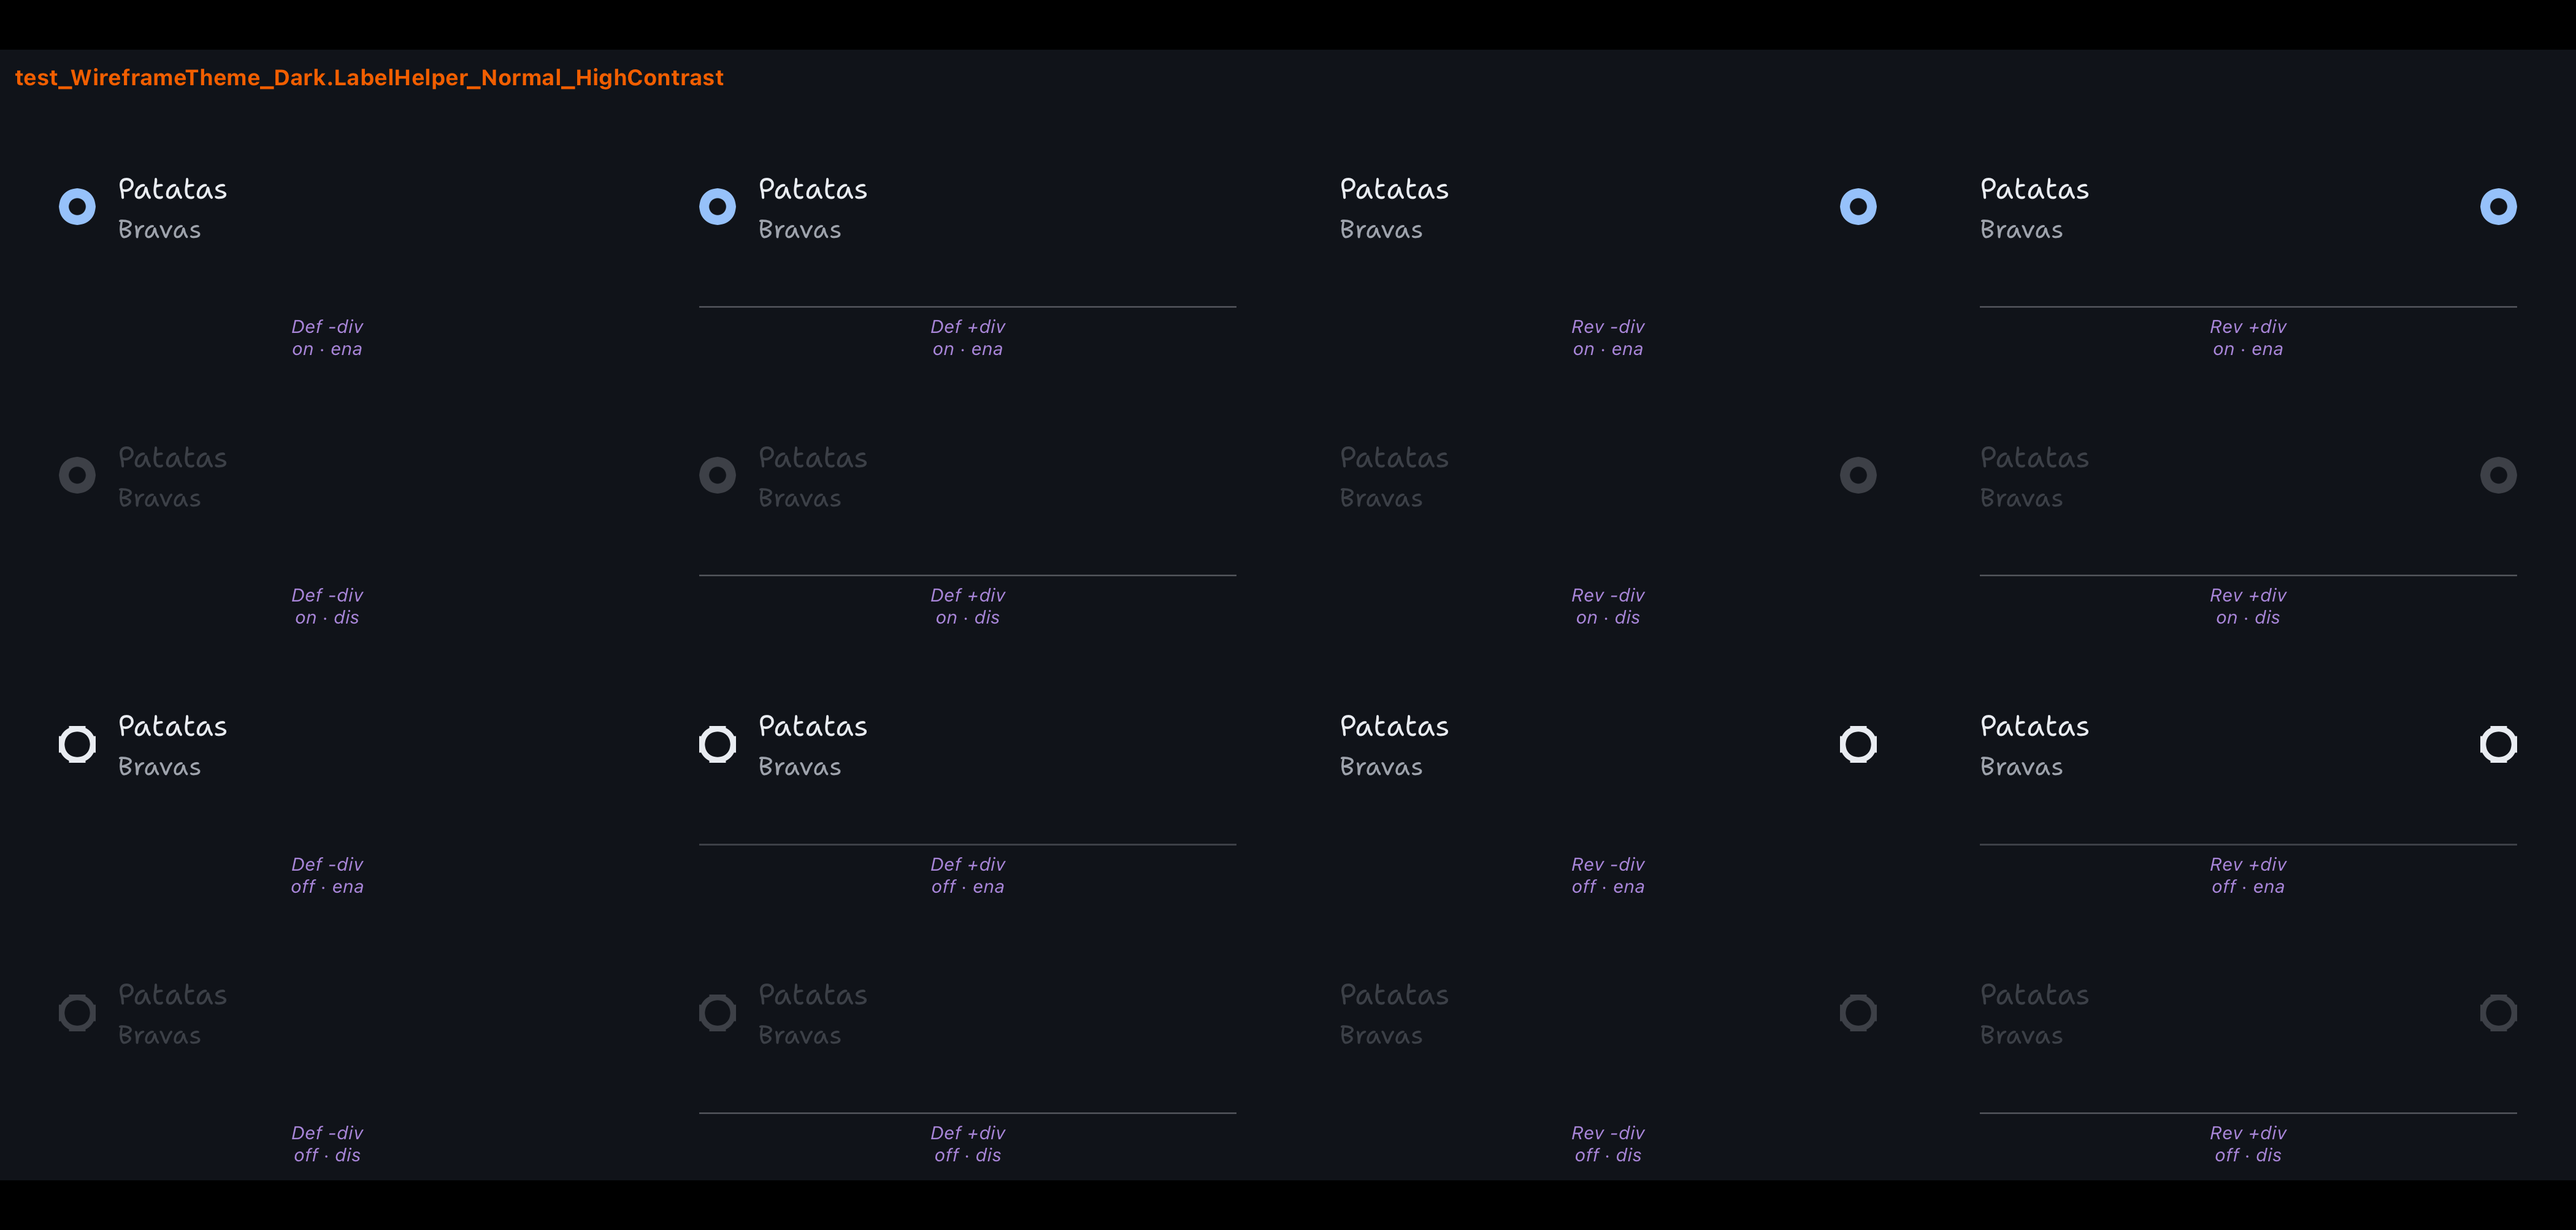 test_WireframeTheme_Dark.LabelHelper_Normal_HighContrast
Patatas
Bravas
Def -div
on · ena
Patatas
Bravas
Def +div
on · ena
Patatas
Bravas
Rev -div
on · ena
Patatas
Bravas
Rev +div
on · ena
Patatas
Bravas
Def -div
on · dis
Patatas
Bravas
Def +div
on · dis
Patatas
Bravas
Rev -div
on · dis
Patatas
Bravas
Rev +div
on · dis
Patatas
Bravas
Def -div
off · ena
Patatas
Bravas
Def +div
off · ena
Patatas
Bravas
Rev -div
off · ena
Patatas
Bravas
Rev +div
off · ena
Patatas
Bravas
Def -div
off · dis
Patatas
Bravas
Def +div
off · dis
Patatas
Bravas
Rev -div
off · dis
Patatas
Bravas
Rev +div
off · dis